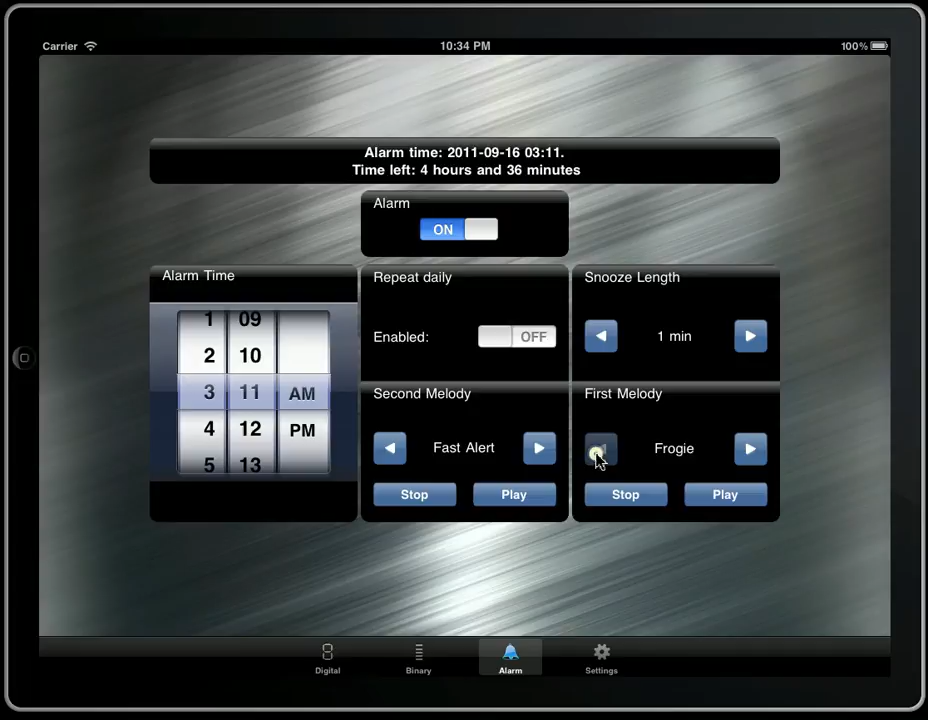 Carrier 10:34 PM 100%
Alarm time: 2011-09-16 03:11.
Time left: 4 hours and 36 minutes
Alarm
ON
Alarm Time
1 09
2 10
3 11 AM
4 12 PM
5 13
Repeat daily
Enabled: OFF
Snooze Length
1 min
Second Melody
Fast Alert
Stop Play
First Melody
Frogie
Stop Play
Digital Binary Alarm Settings